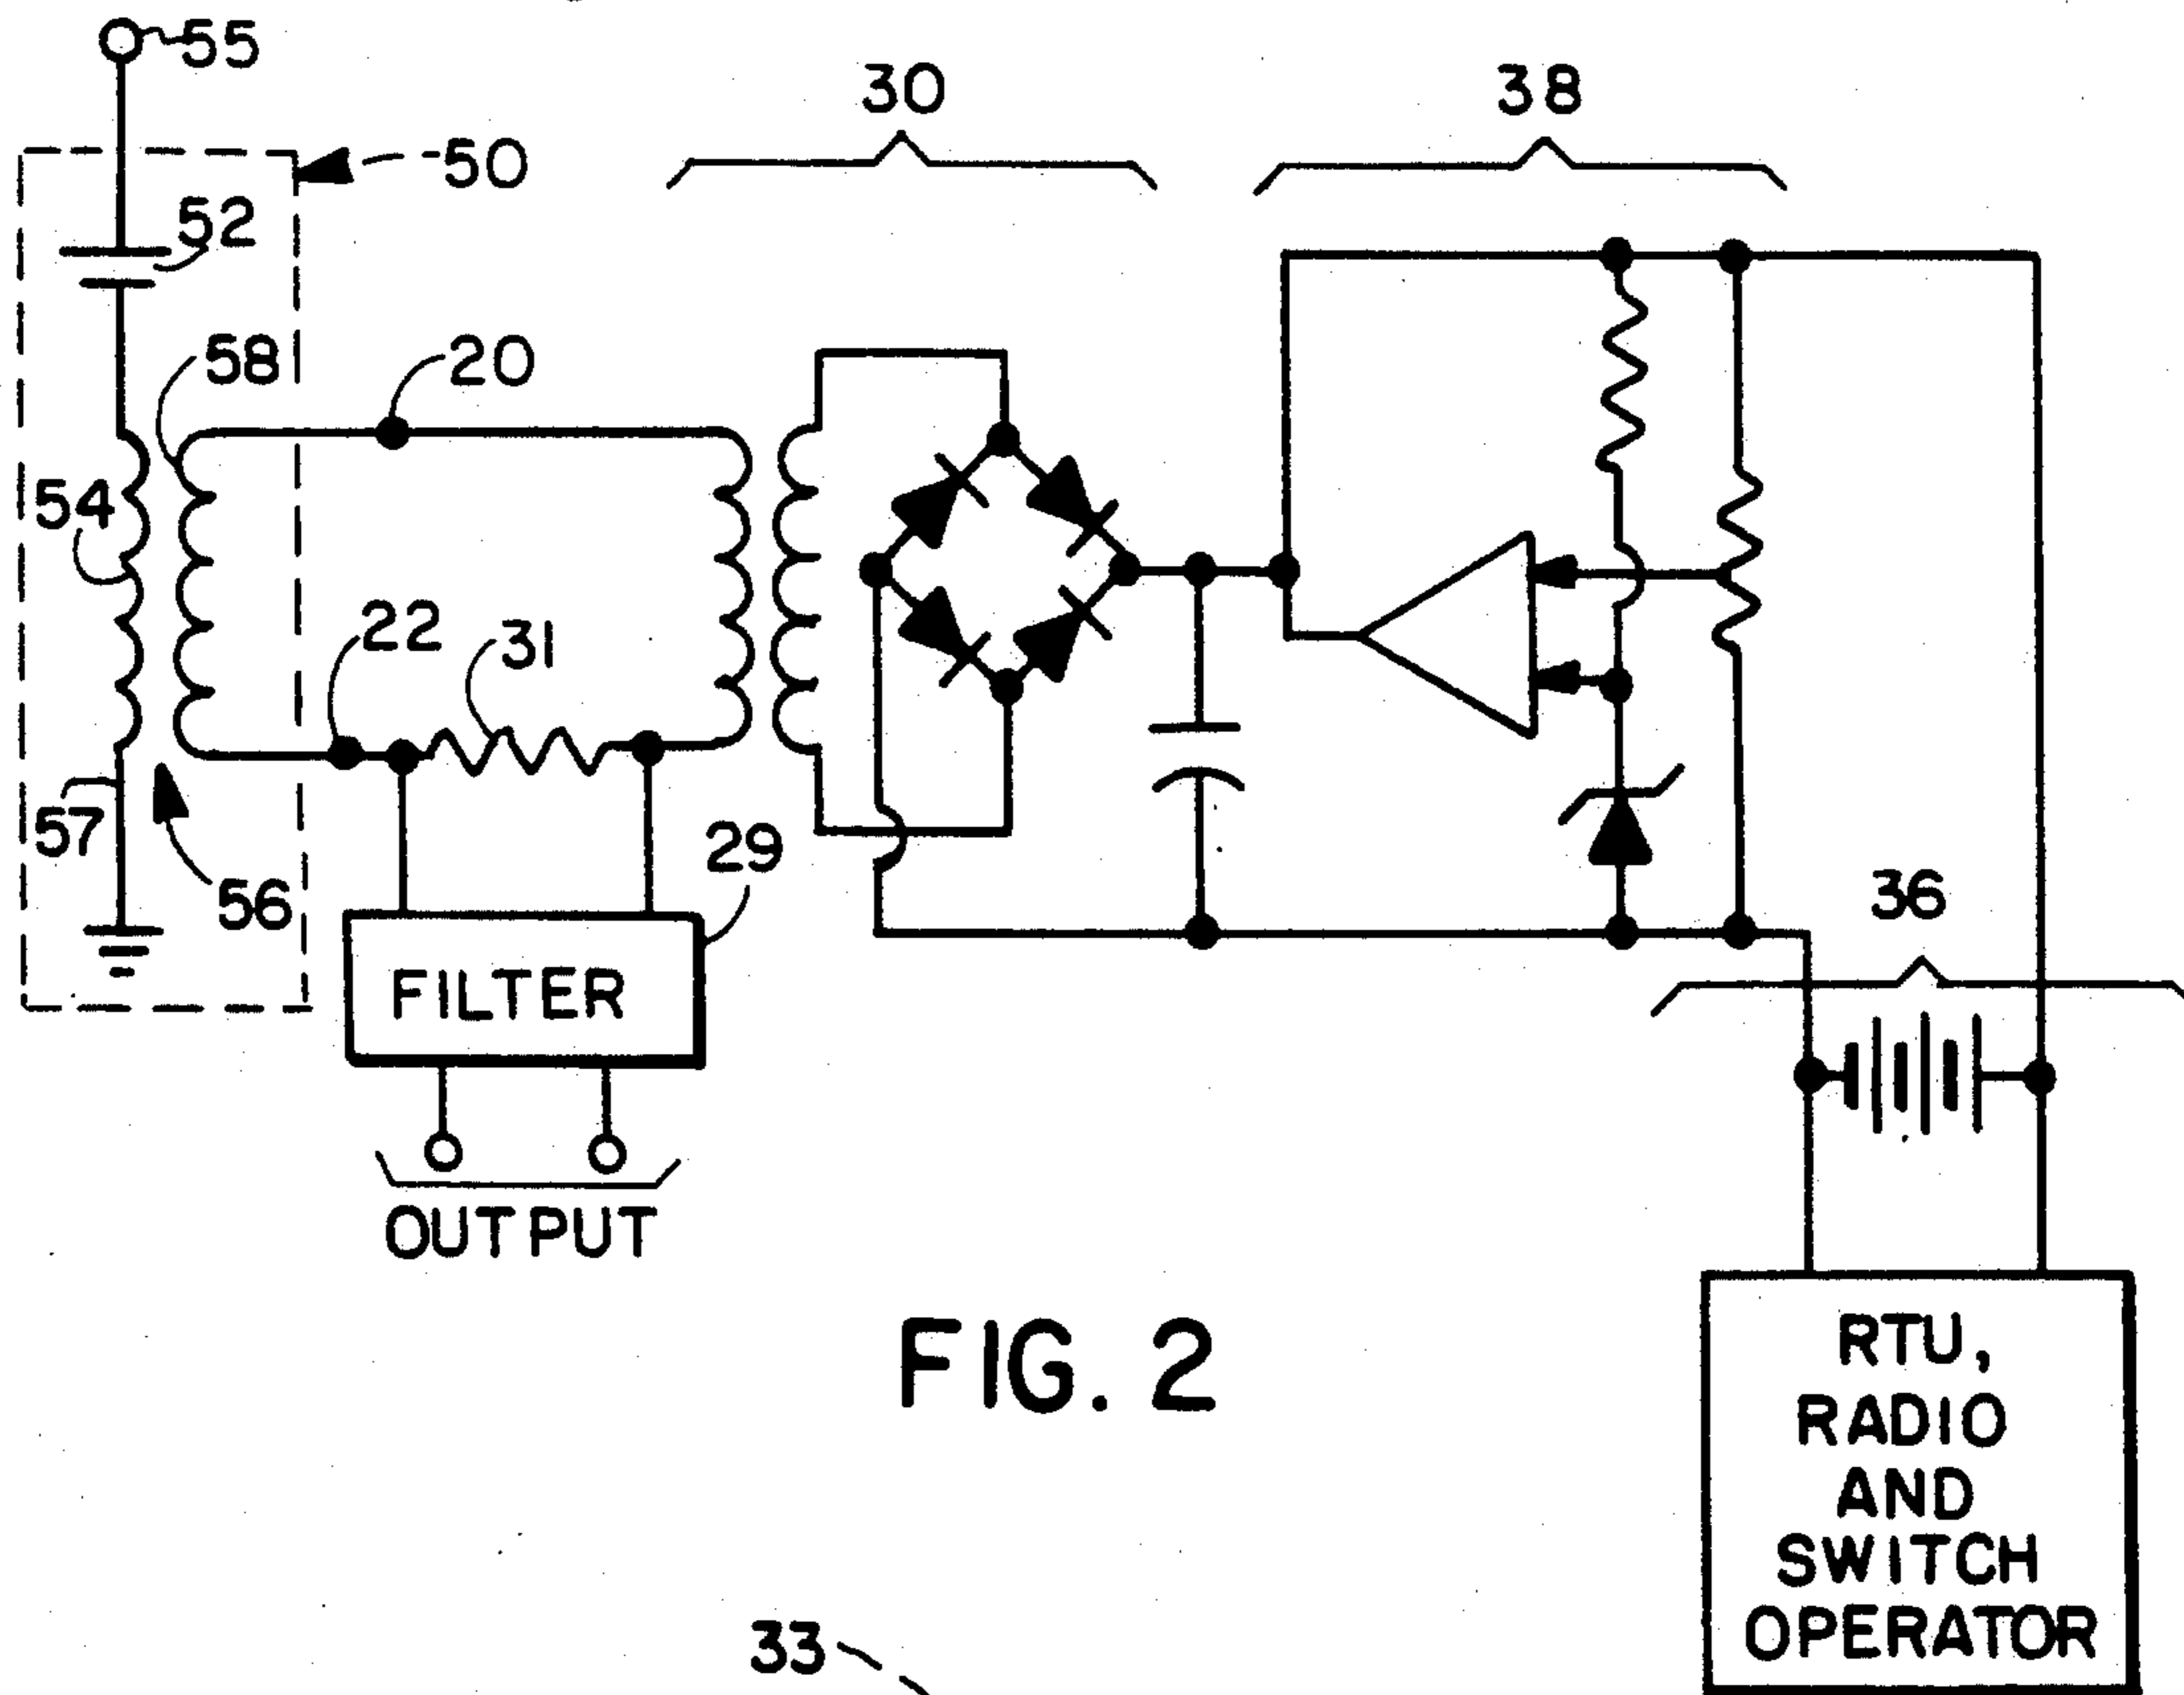 55
30
38
50
52
58
20
54
22
31
57
56
29
36
FILTER
OUTPUT
FIG. 2
RTU,
RADIO
AND
SWITCH
OPERATOR
33